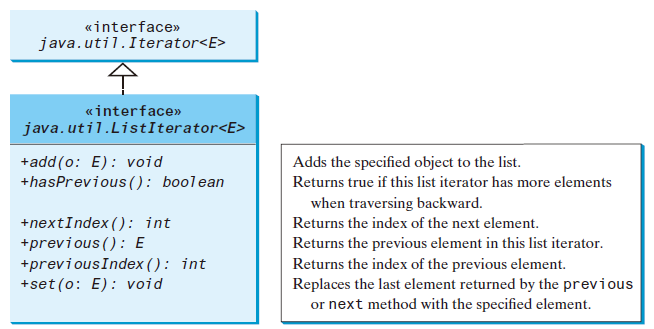 «interface»
java.util.Iterator<E>
«interface»
java.util.ListIterator<E>
+add(o: E): void
+hasPrevious(): boolean
+nextIndex(): int
+previous(): E
+previousIndex(): int
+set(o: E): void
Adds the specified object to the list.
Returns true if this list iterator has more elements
when traversing backward.
Returns the index of the next element.
Returns the previous element in this list iterator.
Returns the index of the previous element.
Replaces the last element returned by the previous
or next method with the specified element.